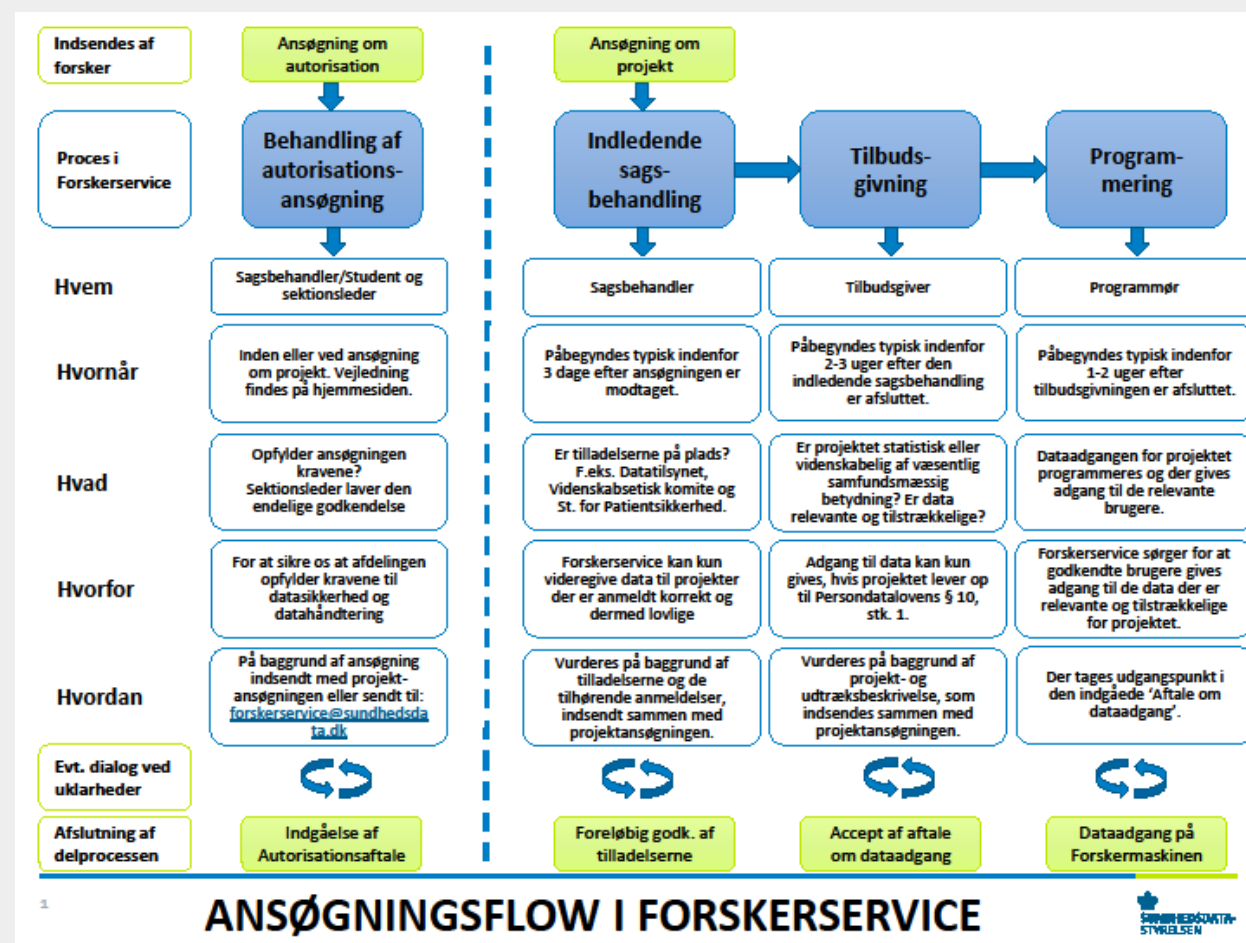 Indsendes af
forsker
Ansøgning om
autorisation
Ansøgning om
projekt
Proces i
Forskerservice
Behandling af
autorisations-
ansøgning
Indledende
sags-
behandling
Tilbuds-
givning
Program-
mering
Hvem
Sagsbehandler/Student og
sektionsleder
Sagsbehandler
Tilbudsgiver
Programmør
Hvornår
Inden eller ved ansøgning
om projekt. Vejledning
findes på hjemmesiden.
Påbegyndes typisk indenfor
3 dage efter ansøgningen er
modtaget.
Påbegyndes typisk indenfor
2-3 uger efter den
indledende sagsbehandling
er afsluttet.
Påbegyndes typisk indenfor
1-2 uger efter
tilbudsgivningen er afsluttet.
Hvad
Opfylder ansøgningen
kravene?
Sektionsleder laver den
endelige godkendelse
Er tilladelserne på plads?
F.eks. Datatilsynet,
Videnskabsetisk komite og
St. for Patientsikkerhed.
Er projektet statistisk eller
videnskabelig af væsentlig
samfundsmæssig
betydning? Er data
relevante og tilstrækkelige?
Dataadgangen for projektet
programmeres og der gives
adgang til de relevante
brugere.
Hvorfor
For at sikre os at afdelingen
opfylder kravene til
datasikkerhed og
datahåndtering
Forskerservice kan kun
videregive data til projekter
der er anmeldt korrekt og
dermed lovlige
Adgang til data kan kun
gives, hvis projektet lever op
til Persondatalovens § 10,
stk. 1.
Forskerservice sørger for at
godkendte brugere gives
adgang til de data der er
relevante og tilstrækkelige
for projektet.
Hvordan
På baggrund af ansøgning
indsendt med projekt-
ansøgningen eller sendt til:
forskerservice@sundhedsda
ta.dk
Vurderes på baggrund af
tilladelserne og de
tilhørende anmeldelser,
indsendt sammen med
projektansøgningen.
Vurderes på baggrund af
projekt- og
udtræksbeskrivelse, som
indsendes sammen med
projektansøgningen.
Der tages udgangspunkt i
den indgåede 'Aftale om
dataadgang'.
Evt. dialog ved
uklarheder
Afslutning af
delprocessen
Indgåelse af
Autorisationsaftale
Foreløbig godk. af
tilladelserne
Accept af aftale
om dataadgang
Dataadgang på
Forskermaskinen
1
ANSØGNINGSFLOW I FORSKERSERVICE
SUNDHEDSDATA-
STYRELSEN